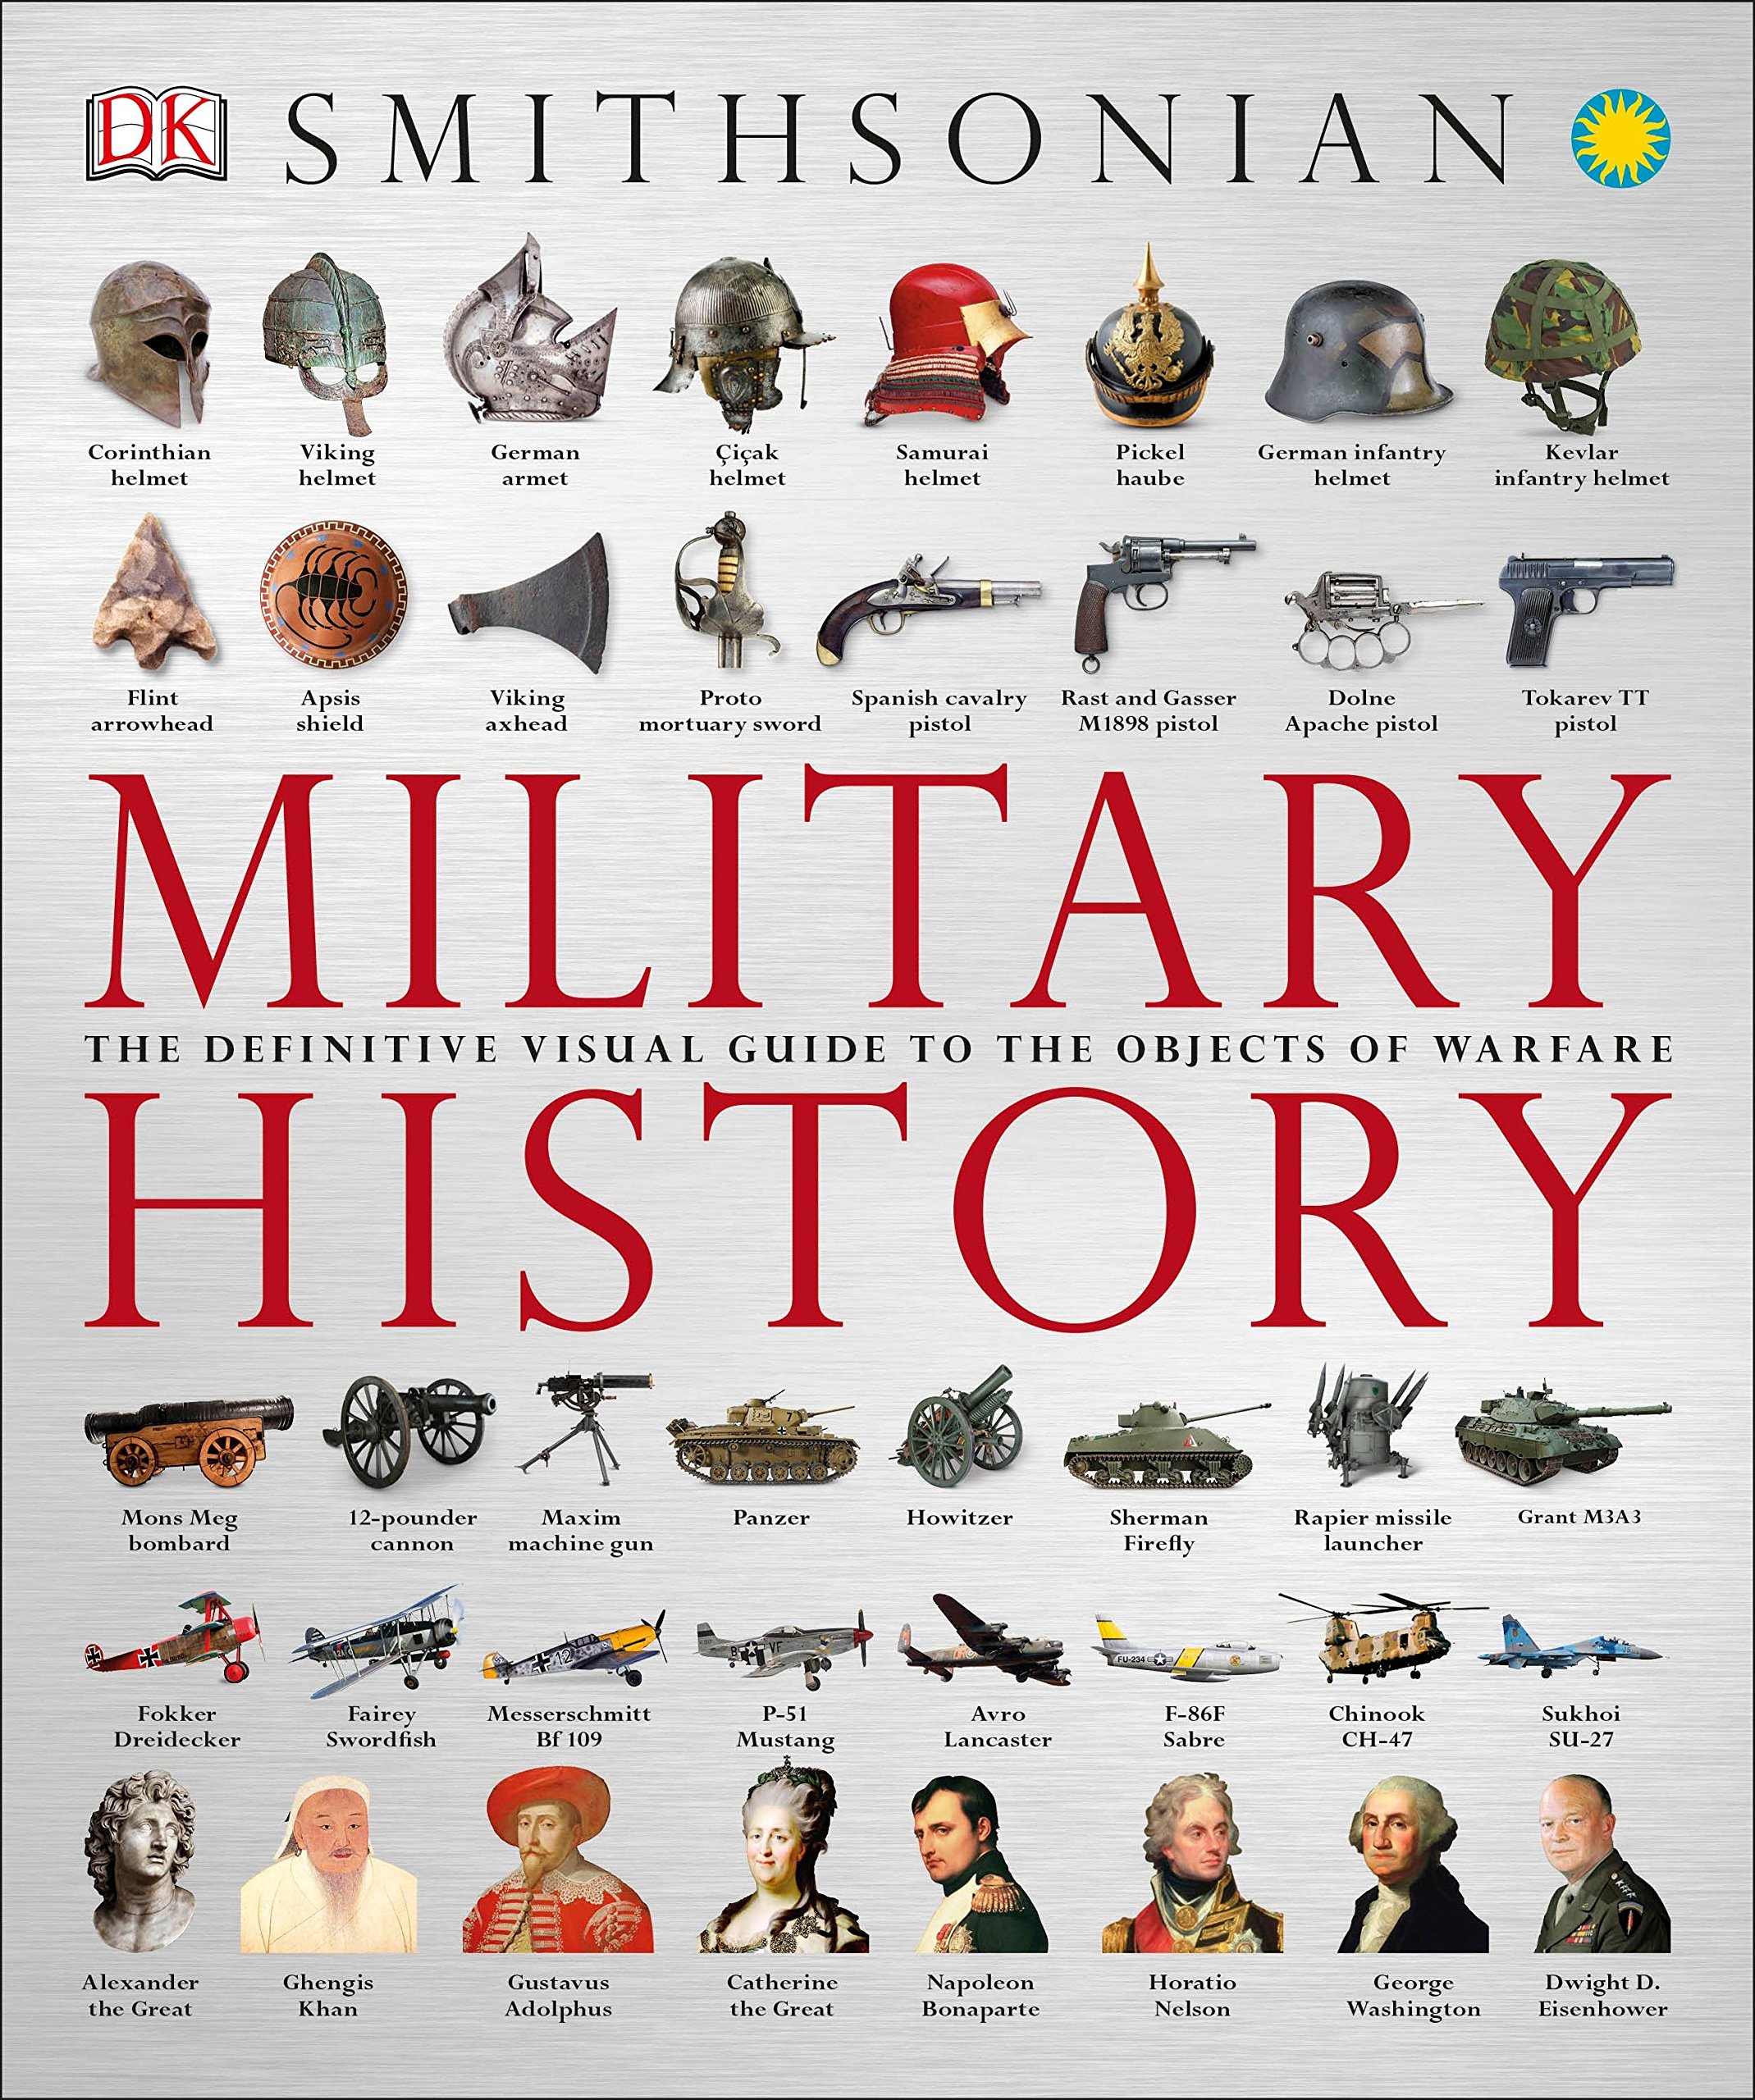 DK SMITHSONIAN
Corinthian
helmet
Viking
helmet
German
armet
Çiçak
helmet
Samurai
helmet
Pickel
haube
German infantry
helmet
Kevlar
infantry helmet
Flint
arrowhead
Apsis
shield
Viking
axhead
Proto
mortuary sword
Spanish cavalry
pistol
Rast and Gasser
M1898 pistol
Dolne
Apache pistol
Tokarev TT
pistol
MILITARY
THE DEFINITIVE VISUAL GUIDE TO THE OBJECTS OF WARFARE
HISTORY
7
Mons Meg
bombard
12-pounder
cannon
Maxim
machine gun
Panzer
Howitzer
Sherman
Firefly
Rapier missile
launcher
Grant M3A3
12
B VF
FU-234
Fokker
Dreidecker
Fairey
Swordfish
Messerschmitt
Bf 109
P-51
Mustang
Avro
Lancaster
F-86F
Sabre
Chinook
CH-47
Sukhoi
SU-27
Alexander
the Great
Ghengis
Khan
Gustavus
Adolphus
Catherine
the Great
Napoleon
Bonaparte
Horatio
Nelson
George
Washington
Dwight D.
Eisenhower